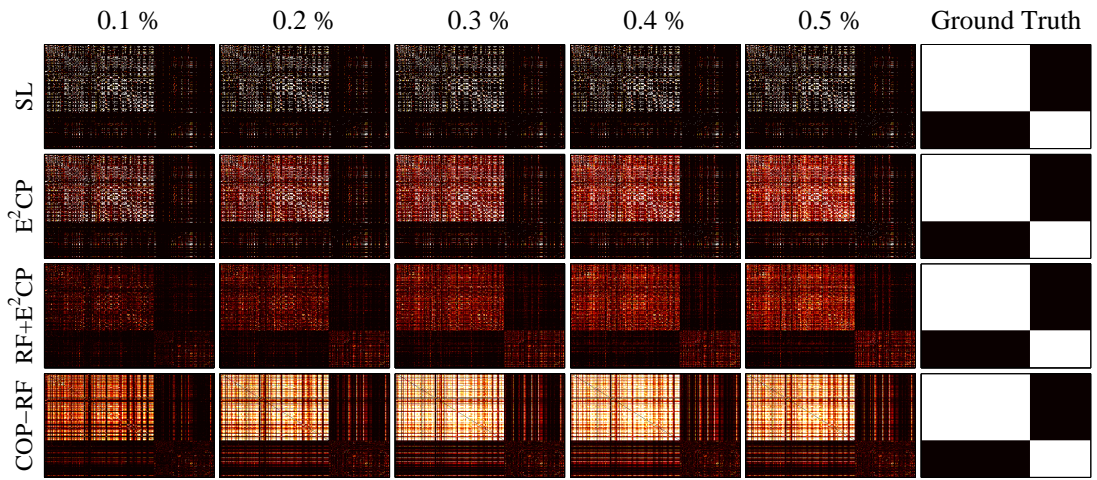 0.1 % 0.2 % 0.3 % 0.4 % 0.5 % Ground Truth
SL
E²CP
RF+E²CP
COP−RF